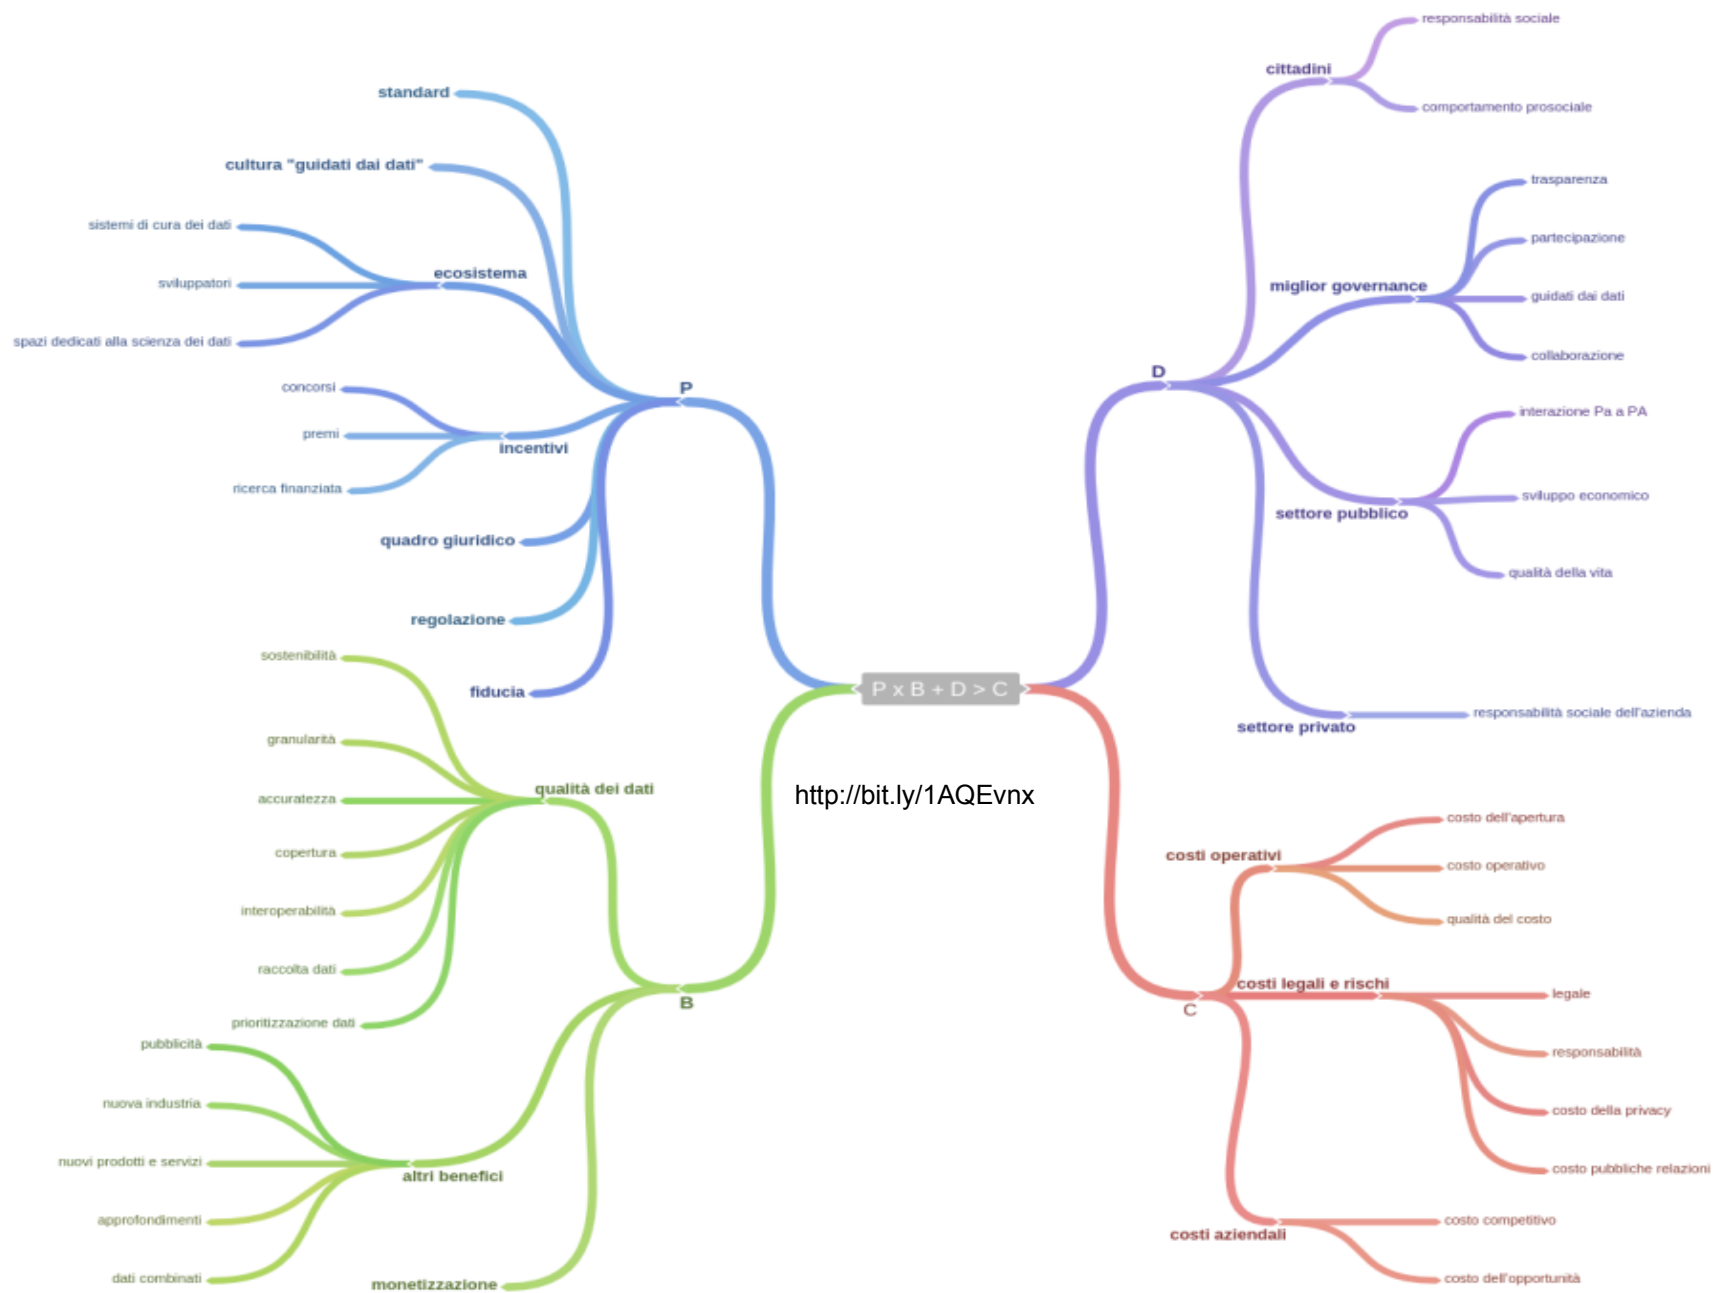 P x B + D > C
http://bit.ly/1AQEvnx
P
standard
cultura "guidati dai dati"
ecosistema
sistemi di cura dei dati
sviluppatori
spazi dedicati alla scienza dei dati
incentivi
concorsi
premi
ricerca finanziata
quadro giuridico
regolazione
fiducia
B
qualità dei dati
sostenibilità
granularità
accuratezza
copertura
interoperabilità
raccolta dati
prioritizzazione dati
altri benefici
pubblicità
nuova industria
nuovi prodotti e servizi
approfondimenti
dati combinati
monetizzazione
D
cittadini
responsabilità sociale
comportamento prosociale
miglior governance
trasparenza
partecipazione
guidati dai dati
collaborazione
settore pubblico
interazione Pa a PA
sviluppo economico
qualità della vita
settore privato
responsabilità sociale dell'azienda
C
costi operativi
costo dell'apertura
costo operativo
qualità del costo
costi legali e rischi
legale
responsabilità
costo della privacy
costo pubbliche relazioni
costi aziendali
costo competitivo
costo dell'opportunità